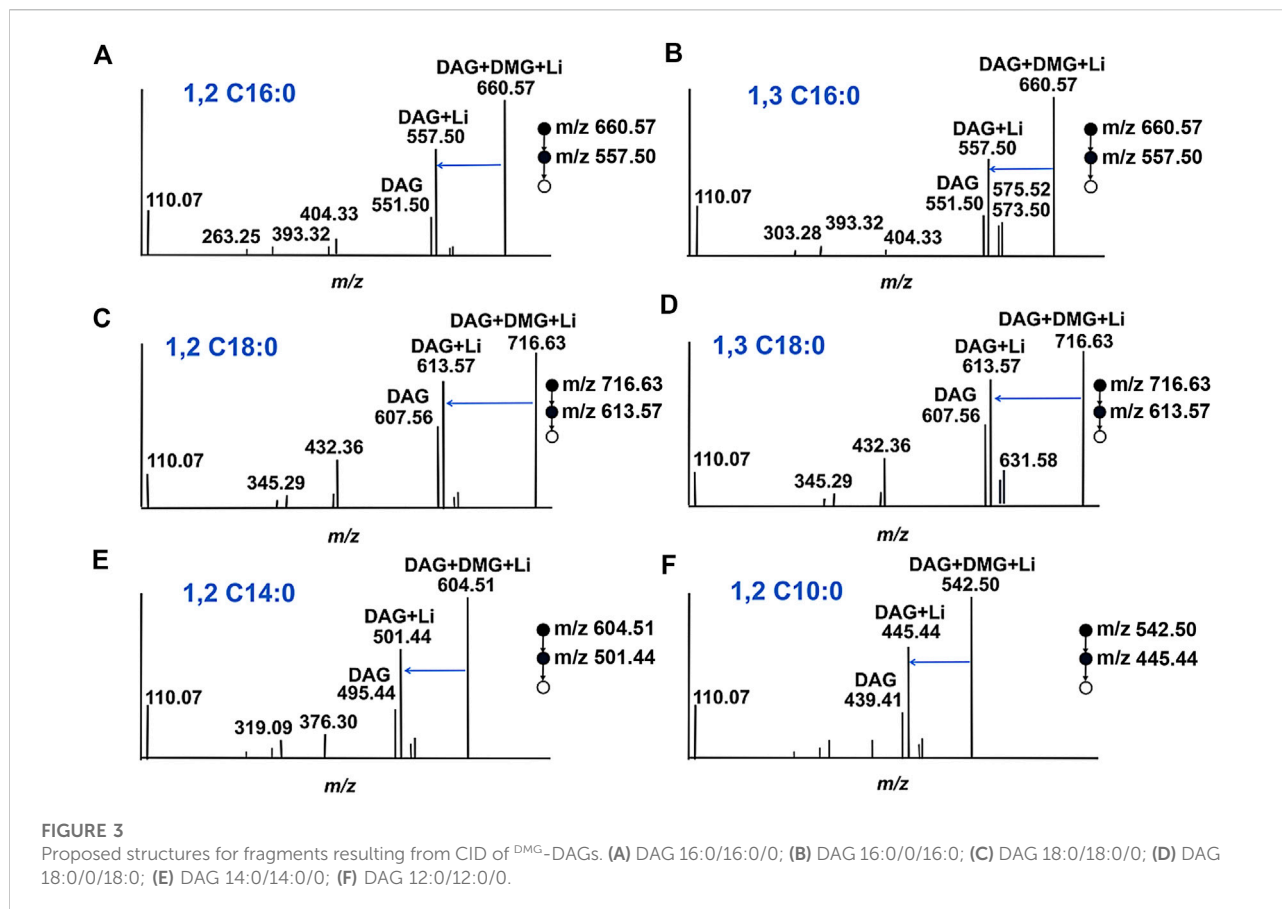 A
1,2 C16:0
DAG+DMG+Li
660.57
DAG+Li
557.50
DAG
551.50
110.07
263.25
393.32
404.33
m/z 660.57
m/z 557.50
m/z
B
1,3 C16:0
DAG+DMG+Li
660.57
DAG+Li
557.50
DAG
551.50
575.52
573.50
110.07
303.28
393.32
404.33
m/z 660.57
m/z 557.50
m/z
C
1,2 C18:0
DAG+DMG+Li
716.63
DAG+Li
613.57
DAG
607.56
110.07
345.29
432.36
m/z 716.63
m/z 613.57
m/z
D
1,3 C18:0
DAG+DMG+Li
716.63
DAG+Li
613.57
DAG
607.56
110.07
345.29
432.36
631.58
m/z 716.63
m/z 613.57
m/z
E
1,2 C14:0
DAG+DMG+Li
604.51
DAG+Li
501.44
DAG
495.44
110.07
319.09
376.30
m/z 604.51
m/z 501.44
m/z
F
1,2 C10:0
DAG+DMG+Li
542.50
DAG+Li
445.44
DAG
439.41
110.07
m/z 542.50
m/z 445.44
m/z
FIGURE 3
Proposed structures for fragments resulting from CID of DMG-DAGs. (A) DAG 16:0/16:0/0; (B) DAG 16:0/0/16:0; (C) DAG 18:0/18:0/0; (D) DAG
18:0/0/18:0; (E) DAG 14:0/14:0/0; (F) DAG 12:0/12:0/0.